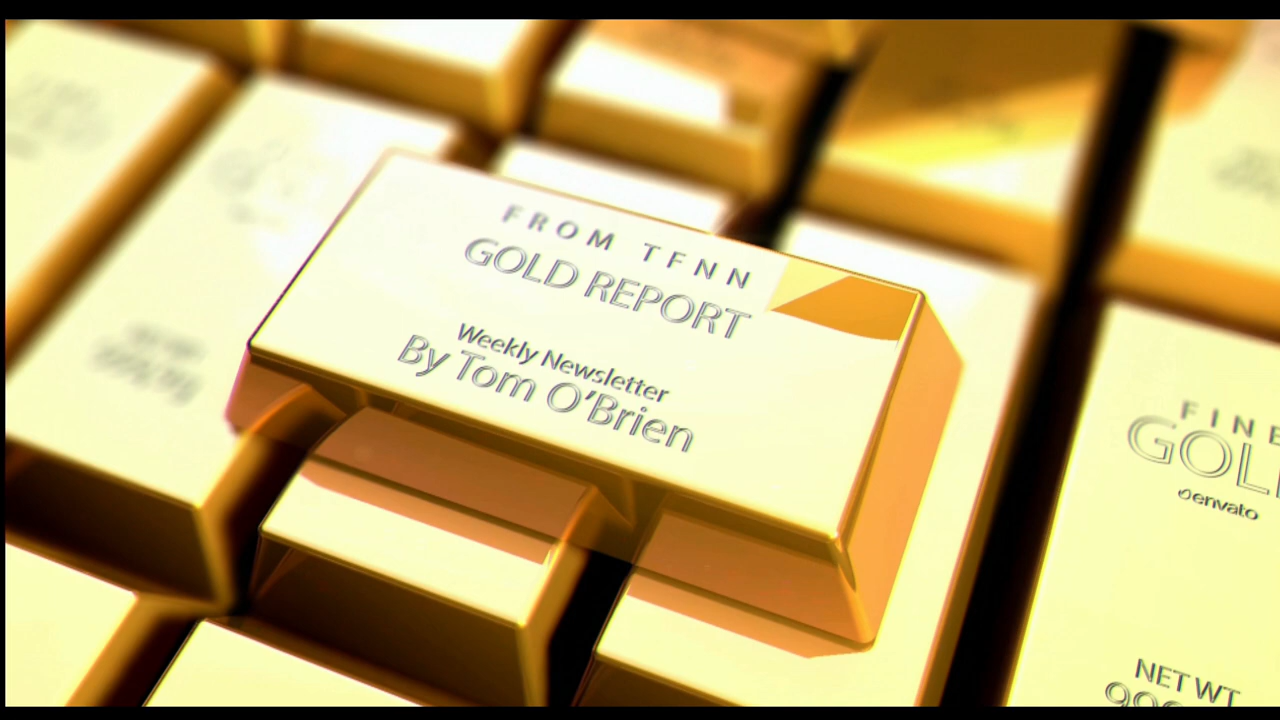 FROM TFNN
GOLD REPORT
Weekly Newsletter
By Tom O'Brien
FINE
GOLD
envato
NET WT